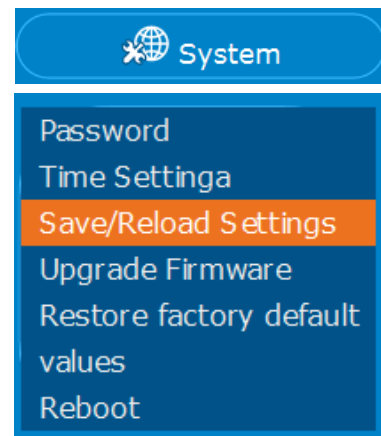 System
Password
Time Settinga
Save/Reload Settings
Upgrade Firmware
Restore factory default
values
Reboot